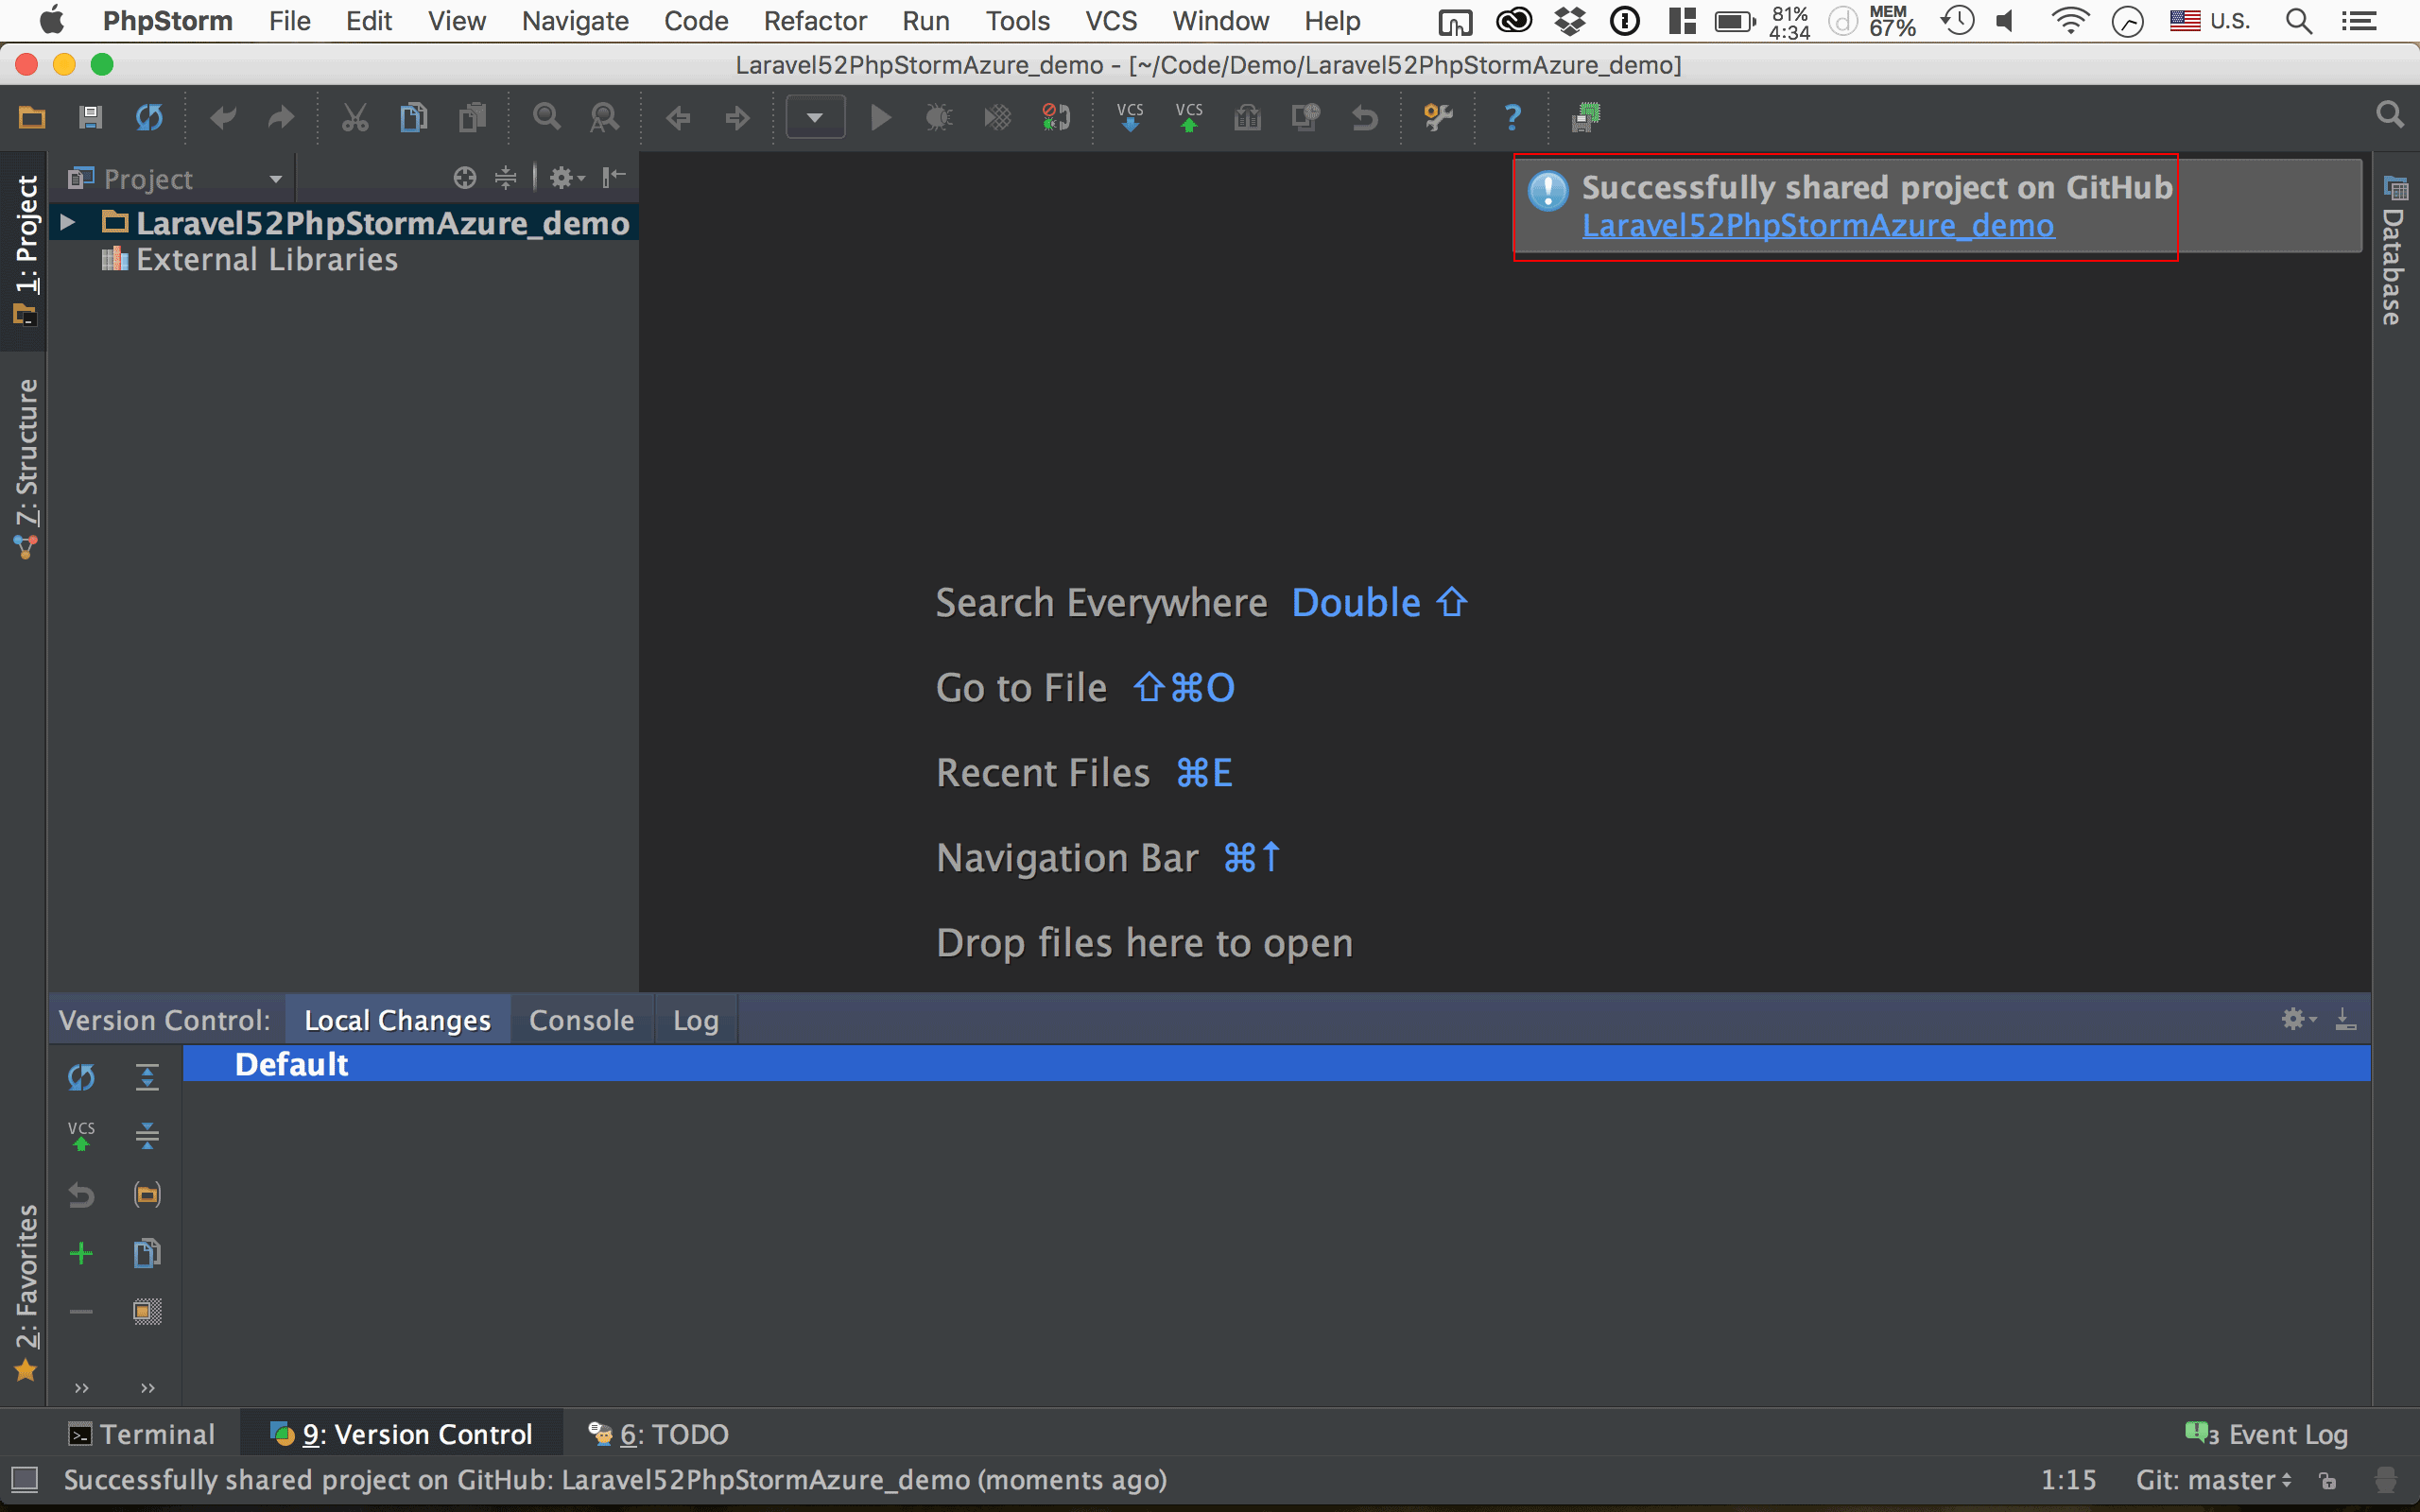 PhpStorm File Edit View Navigate Code Refactor Run Tools VCS Window Help 81% 4:34 MEM 67% U.S.
Laravel52PhpStormAzure_demo - [~/Code/Demo/Laravel52PhpStormAzure_demo]
VCS VCS ?
Project
Laravel52PhpStormAzure_demo
External Libraries
Successfully shared project on GitHub
Laravel52PhpStormAzure_demo
1: Project
7: Structure
2: Favorites
Database
Search Everywhere Double ⇧
Go to File ⇧⌘O
Recent Files ⌘E
Navigation Bar ⌘↑
Drop files here to open
Version Control: Local Changes Console Log
Default
VCS
Terminal 9: Version Control 6: TODO 3 Event Log
Successfully shared project on GitHub: Laravel52PhpStormAzure_demo (moments ago) 1:15 Git: master